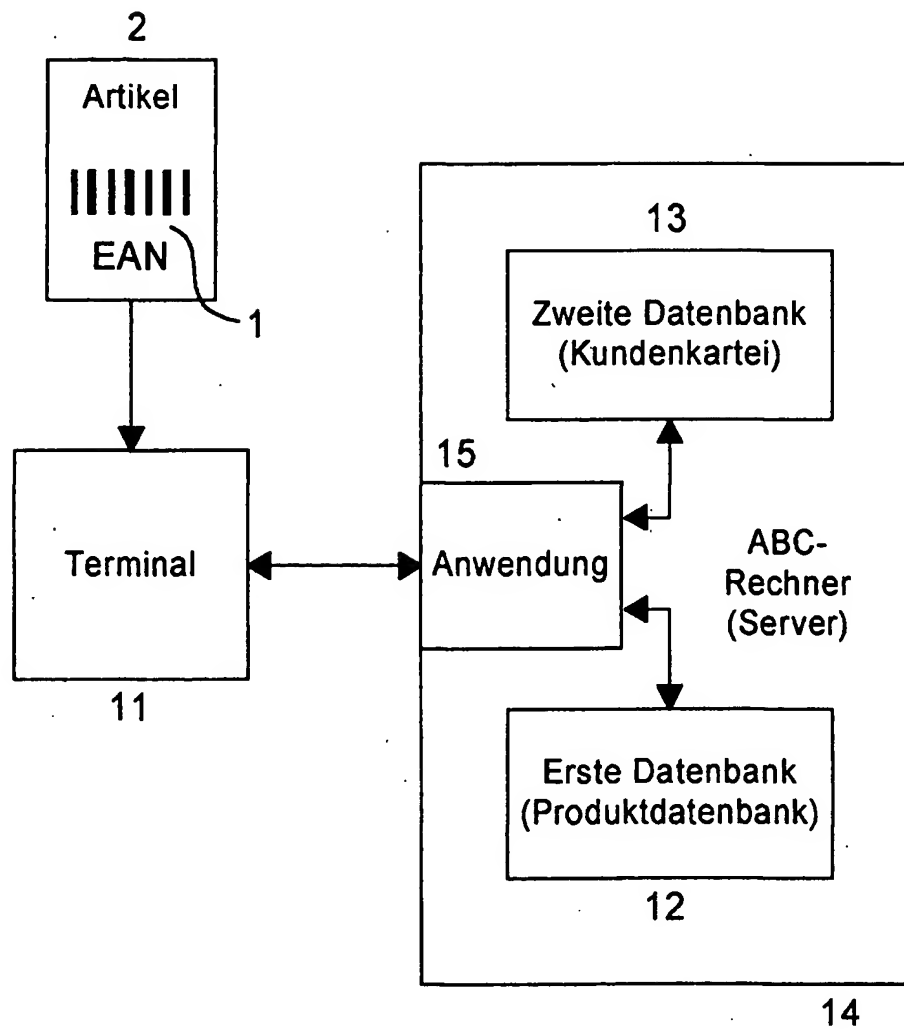 2
Artikel
EAN
1
Terminal
11
13
Zweite Datenbank
(Kundenkartei)
15
Anwendung
ABC-
Rechner
(Server)
Erste Datenbank
(Produktdatenbank)
12
14